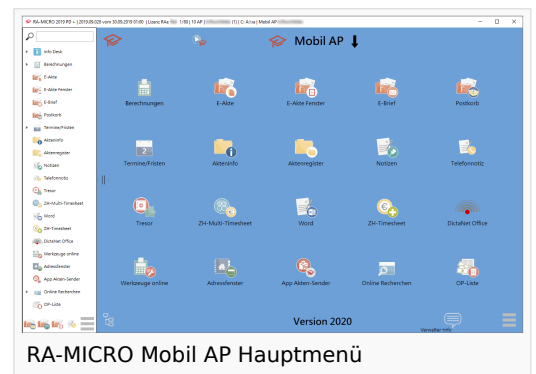 RA-MICRO 2019 PD
Mobil AP
Info Desk
Berechnungen
E-Akte
E-Akte Fenster
E-Brief
Postkorb
Termine/Fristen
Akteninfo
Aktenregister
Notizen
Telefonnotiz
Tresor
ZH-Multi-Timesheet
Word
ZH-Timesheet
DictaNet Office
Werkzeuge online
Adressfenster
App Akten-Sender
Online Recherchen
OP-Liste
Berechnungen E-Akte E-Akte Fenster E-Brief Postkorb
2
Termine/Fristen Akteninfo Aktenregister Notizen Telefonnotiz
Tresor ZH-Multi-Timesheet Word ZH-Timesheet DictaNet Office
Werkzeuge online Adressfenster App Akten-Sender Online Recherchen OP-Liste
Version 2020
Verwalter Info
RA-MICRO Mobil AP Hauptmenü